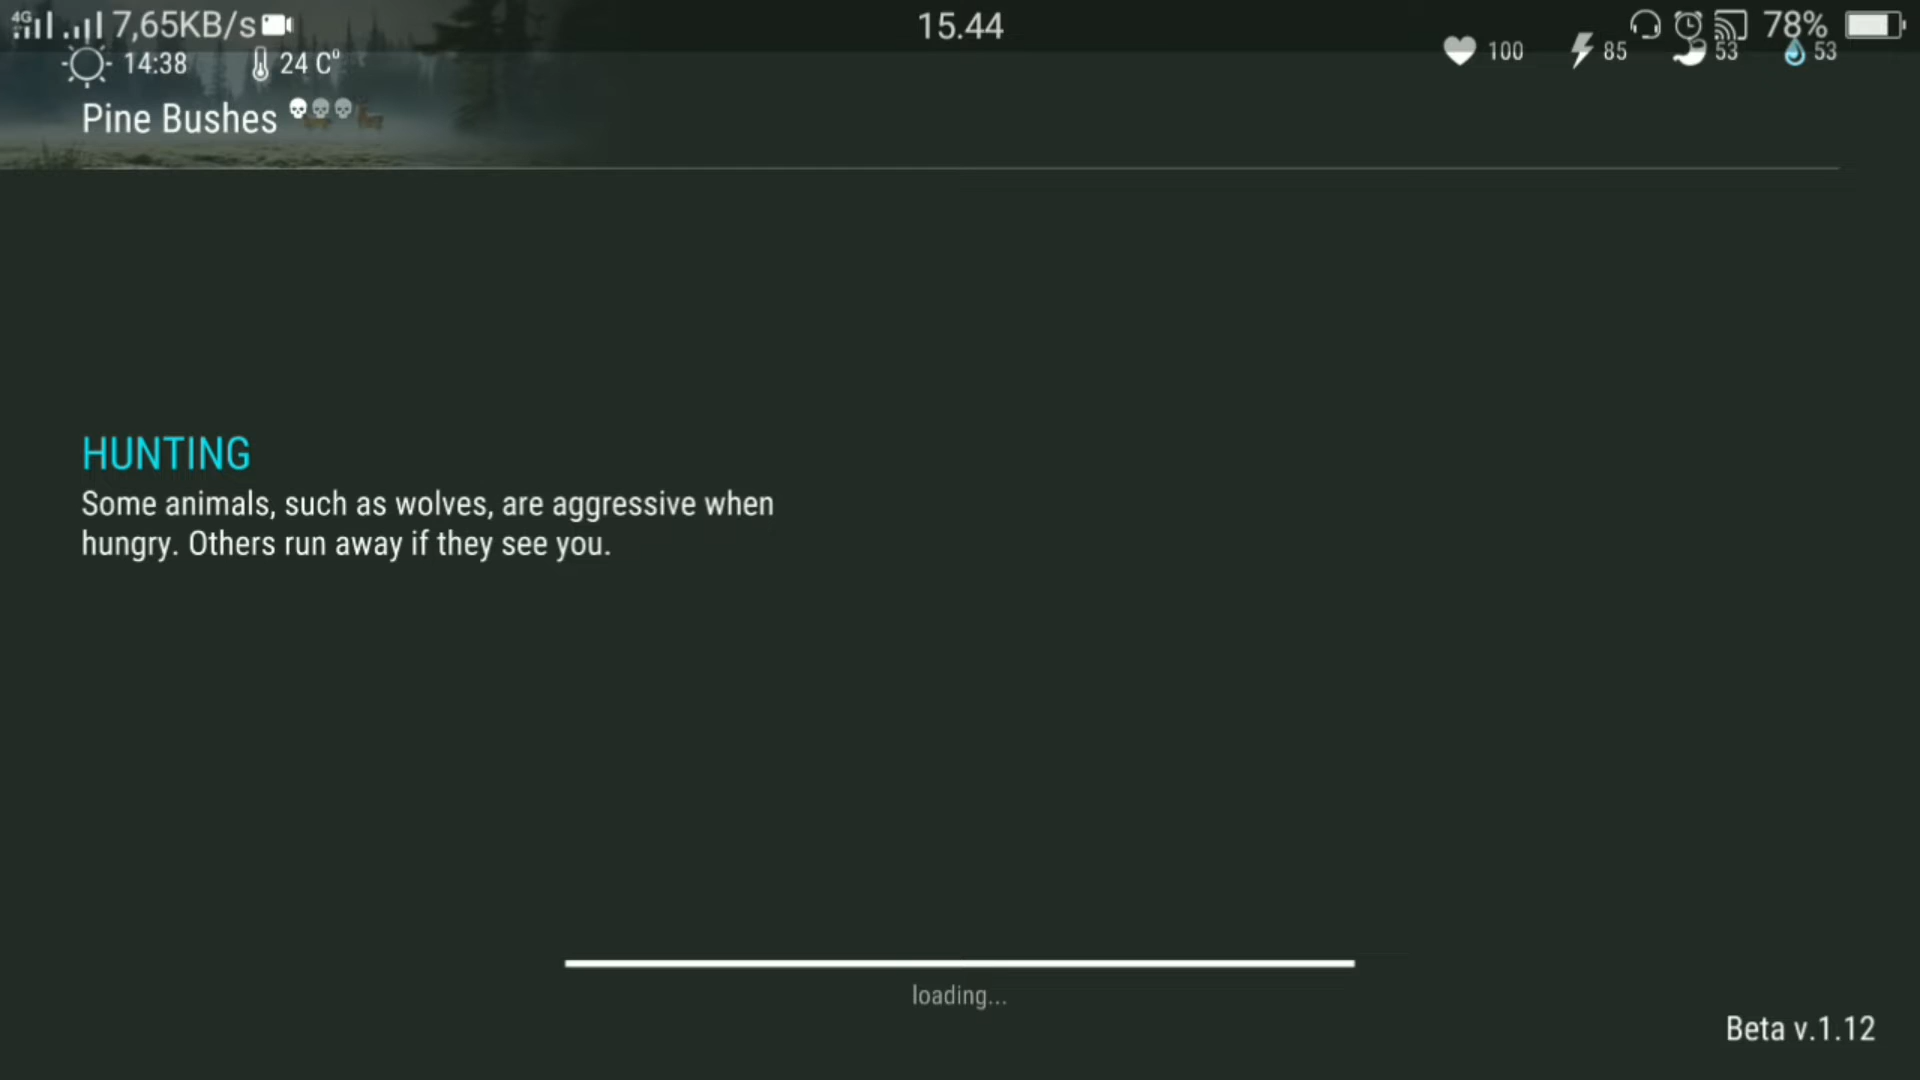 4G 7,65KB/s 15.44 78%
14:38 24 C° 100 85 53 53
Pine Bushes
HUNTING
Some animals, such as wolves, are aggressive when
hungry. Others run away if they see you.
loading...
Beta v.1.12